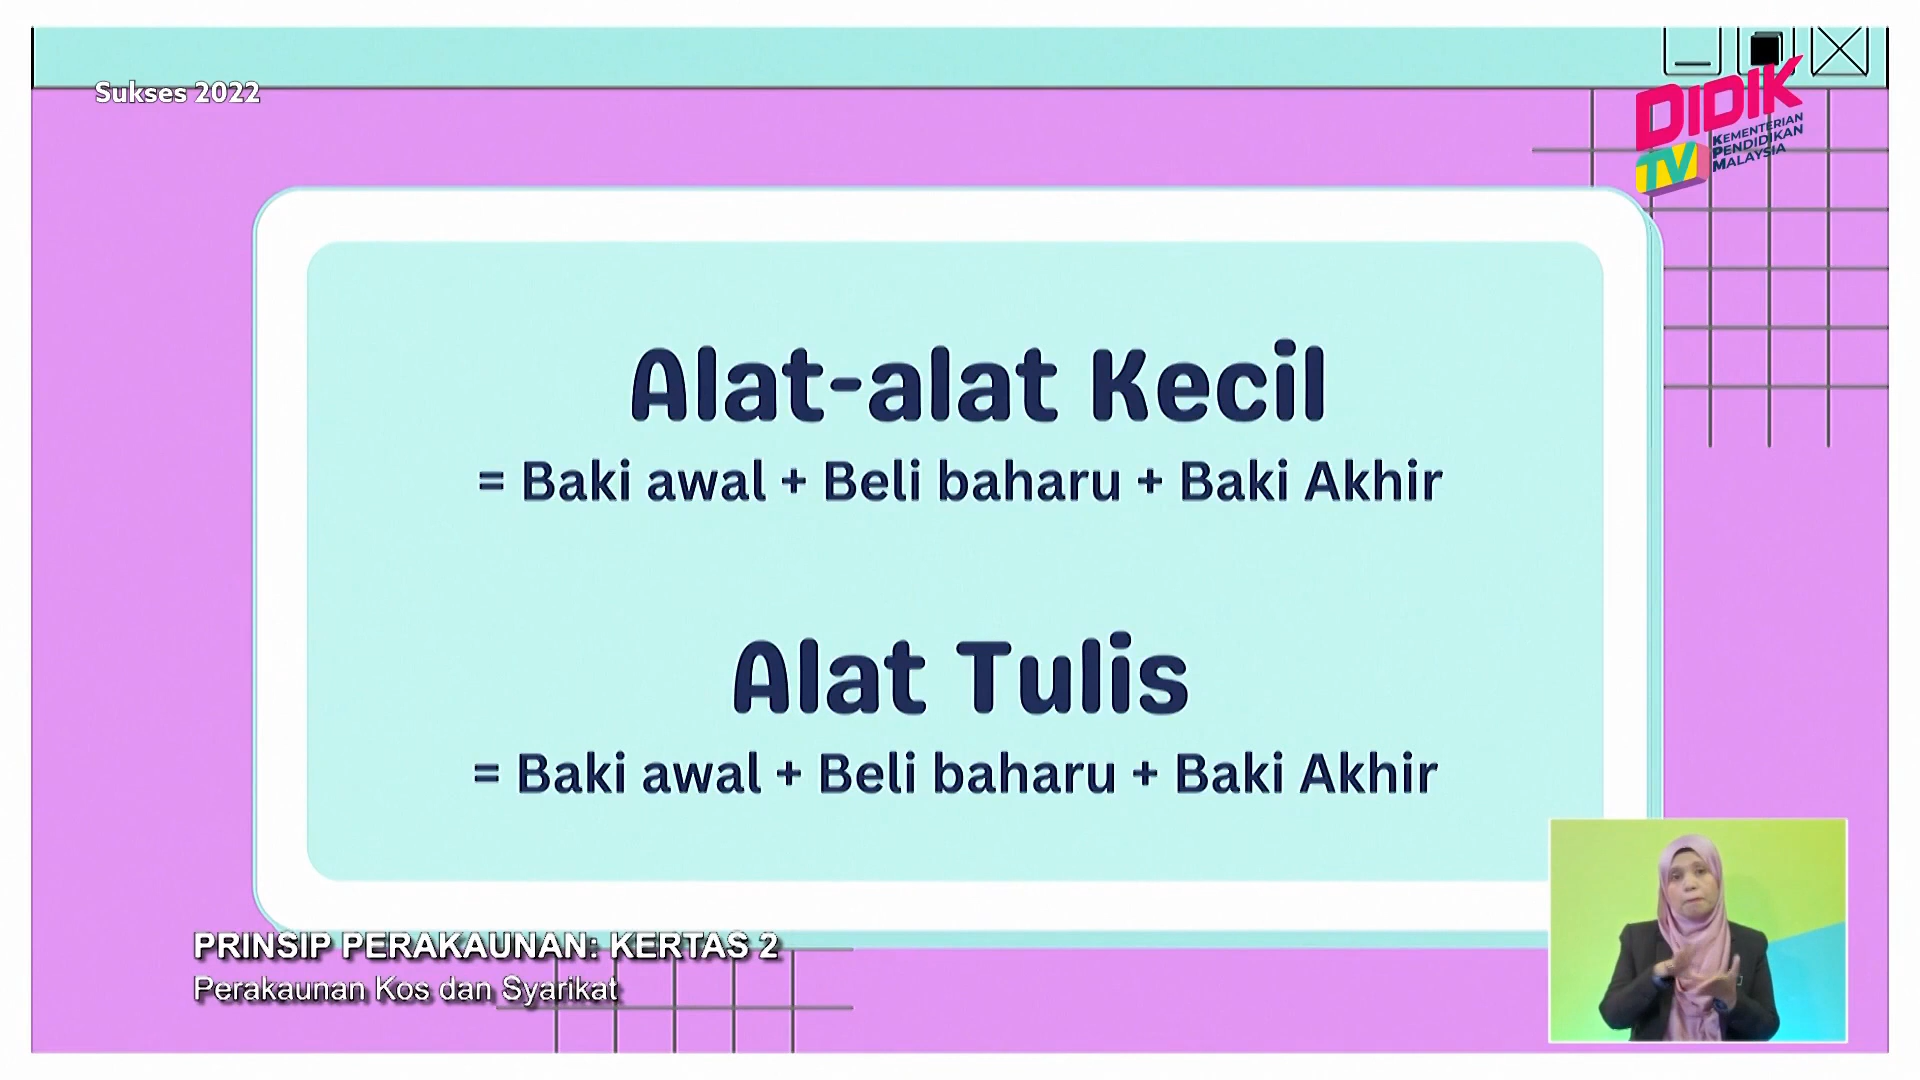 Sukses 2022
DIDIK
TV
KEMENTERIAN
PENDIDIKAN
MALAYSIA
Alat-alat Kecil
= Baki awal + Beli baharu + Baki Akhir
Alat Tulis
= Baki awal + Beli baharu + Baki Akhir
PRINSIP PERAKAUNAN: KERTAS 2
Perakaunan Kos dan Syarikat